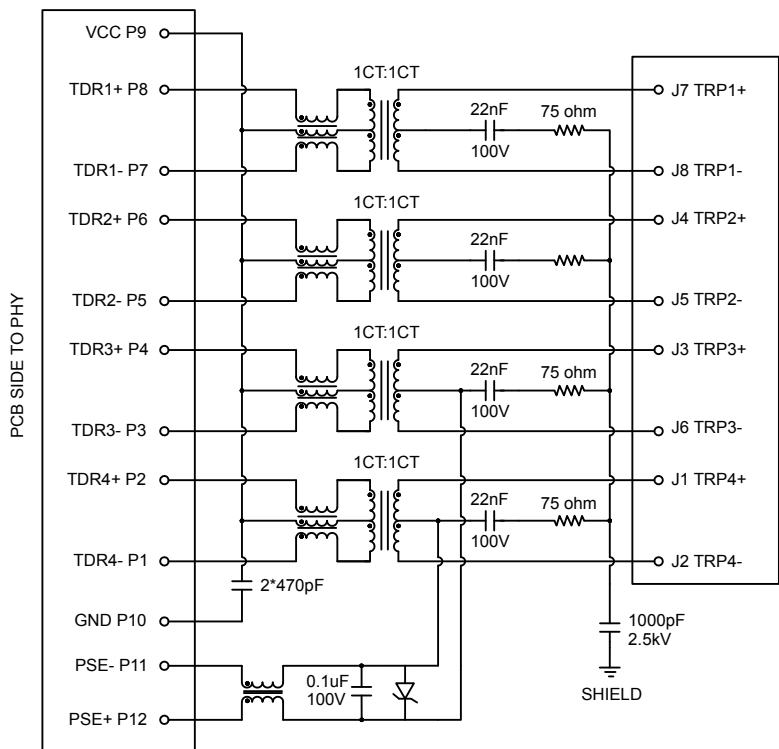 PCB SIDE TO PHY
VCC P9
1CT:1CT
TDR1+ P8
22nF
75 ohm
J7 TRP1+
100V
TDR1- P7
J8 TRP1-
1CT:1CT
TDR2+ P6
22nF
J4 TRP2+
100V
TDR2- P5
J5 TRP2-
1CT:1CT
TDR3+ P4
22nF
75 ohm
J3 TRP3+
100V
TDR3- P3
J6 TRP3-
1CT:1CT
TDR4+ P2
22nF
75 ohm
J1 TRP4+
100V
TDR4- P1
J2 TRP4-
2*470pF
GND P10
1000pF
2.5kV
PSE- P11
0.1uF
100V
SHIELD
PSE+ P12